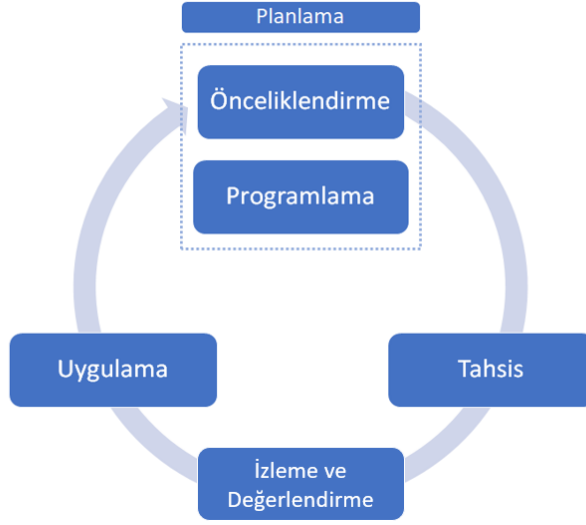 Planlama
Önceliklendirme
Programlama
Uygulama
Tahsis
İzleme ve
Değerlendirme